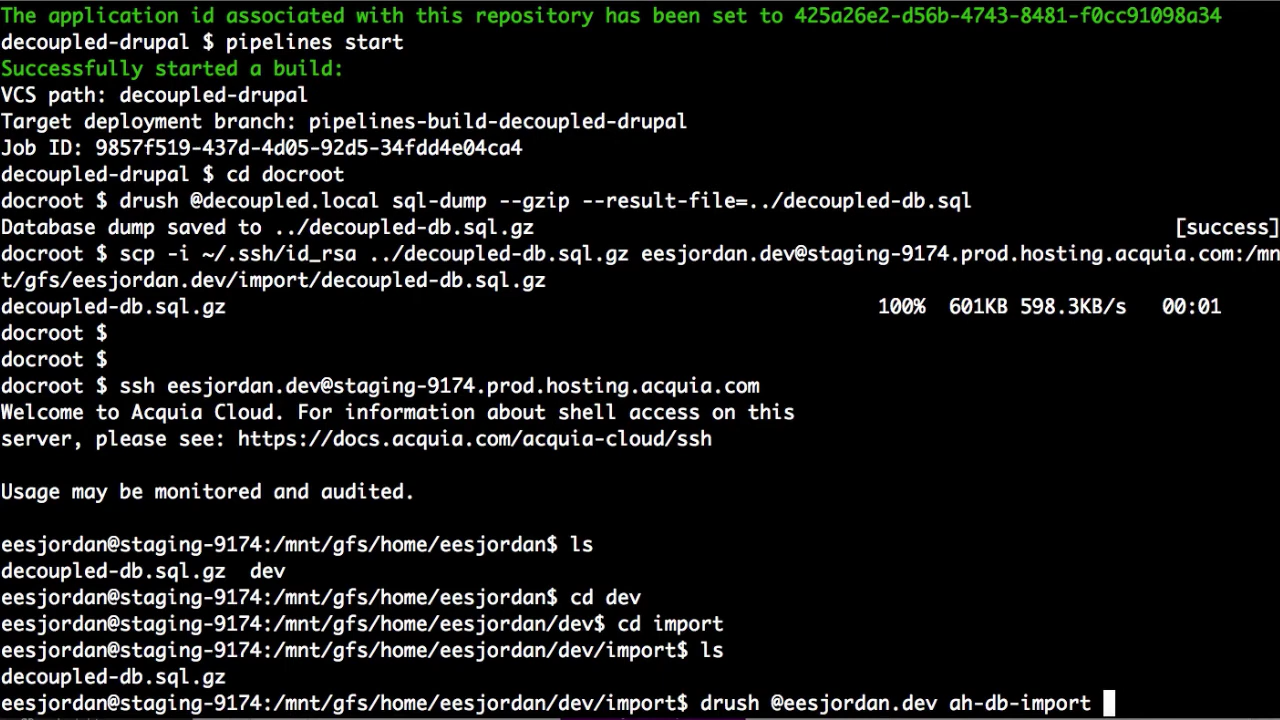 The application id associated with this repository has been set to 425a26e2-d56b-4743-8481-f0cc91098a34
decoupled-drupal $ pipelines start
Successfully started a build:
VCS path: decoupled-drupal
Target deployment branch: pipelines-build-decoupled-drupal
Job ID: 9857f519-437d-4d05-92d5-34fdd4e04ca4
decoupled-drupal $ cd docroot
docroot $ drush @decoupled.local sql-dump --gzip --result-file=../decoupled-db.sql
Database dump saved to ../decoupled-db.sql.gz [success]
docroot $ scp -i ~/.ssh/id_rsa ../decoupled-db.sql.gz eesjordan.dev@staging-9174.prod.hosting.acquia.com:/mn
t/gfs/eesjordan.dev/import/decoupled-db.sql.gz
decoupled-db.sql.gz 100% 601KB 598.3KB/s 00:01
docroot $
docroot $
docroot $ ssh eesjordan.dev@staging-9174.prod.hosting.acquia.com
Welcome to Acquia Cloud. For information about shell access on this
server, please see: https://docs.acquia.com/acquia-cloud/ssh
Usage may be monitored and audited.
eesjordan@staging-9174:/mnt/gfs/home/eesjordan$ ls
decoupled-db.sql.gz dev
eesjordan@staging-9174:/mnt/gfs/home/eesjordan$ cd dev
eesjordan@staging-9174:/mnt/gfs/home/eesjordan/dev$ cd import
eesjordan@staging-9174:/mnt/gfs/home/eesjordan/dev/import$ ls
decoupled-db.sql.gz
eesjordan@staging-9174:/mnt/gfs/home/eesjordan/dev/import$ drush @eesjordan.dev ah-db-import